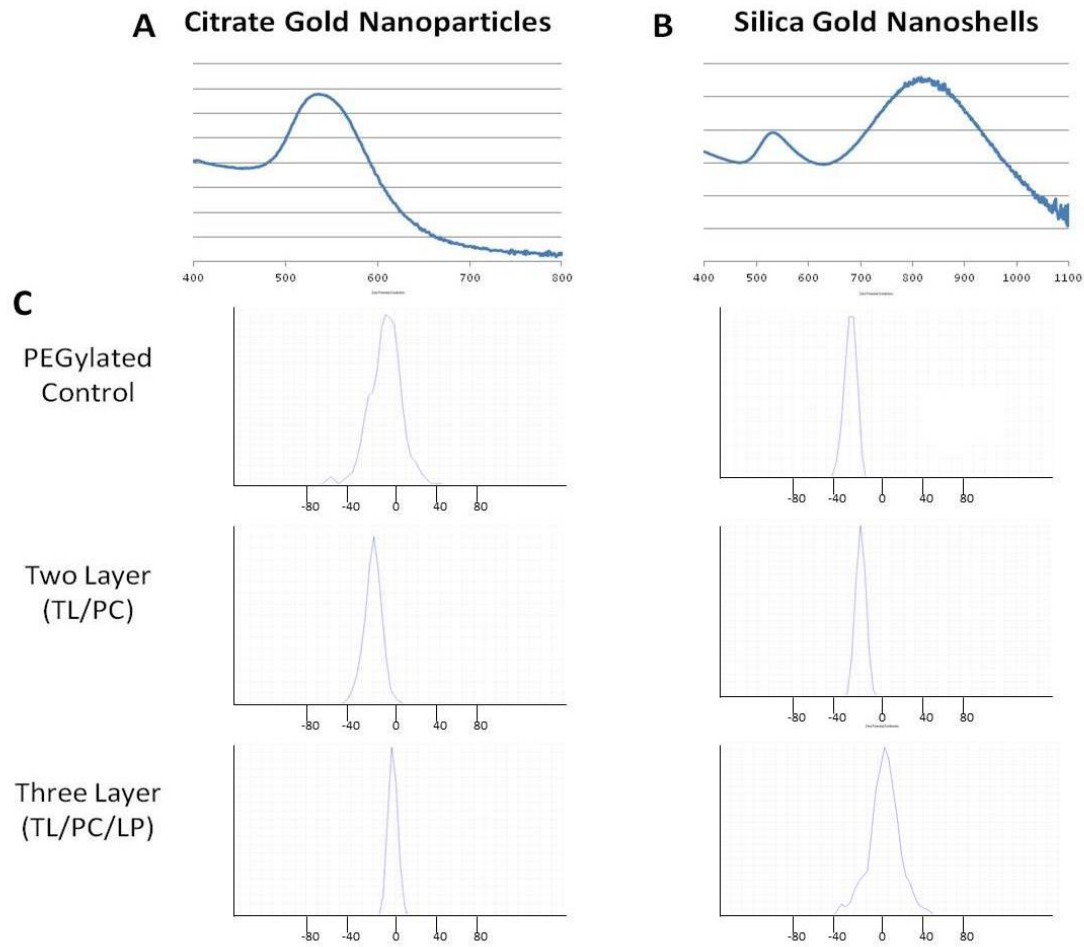 A Citrate Gold Nanoparticles
B Silica Gold Nanoshells
400 500 600 700 800
400 500 600 700 800 900 1000 1100
C
PEGylated
Control
-80 -40 0 40 80
-80 -40 0 40 80
Two Layer
(TL/PC)
-80 -40 0 40 80
-80 -40 0 40 80
Three Layer
(TL/PC/LP)
-80 -40 0 40 80
-80 -40 0 40 80